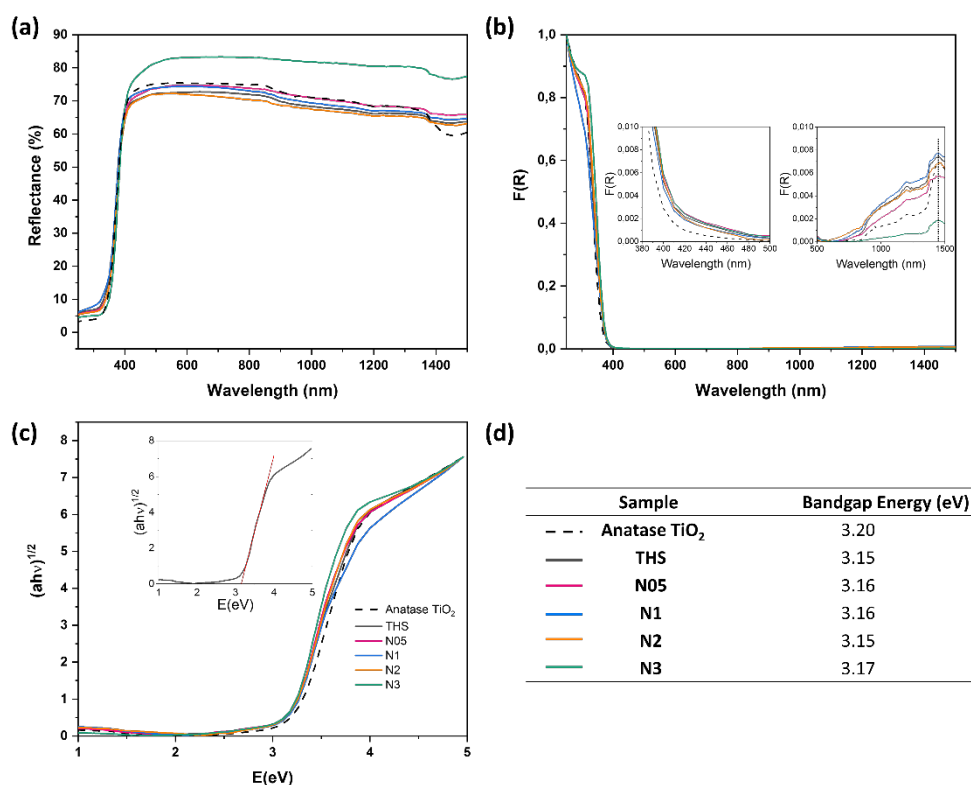 (a)
90
80
70
60
50
40
30
20
10
0
Reflectance (%)
400 600 800 1000 1200 1400
Wavelength (nm)
(b)
1,0
0,8
0,6
0,4
0,2
0,0
F(R)
400 600 800 1000 1200 1400
Wavelength (nm)
0,010
0,008
0,006
0,004
0,002
0,000
F(R)
380 400 420 440 460 480 500
Wavelength (nm)
0,010
0,008
0,006
0,004
0,002
0,000
F(R)
500 1000 1500
Wavelength (nm)
(c)
8
7
6
5
4
3
2
1
0
(ahν)1/2
1 2 3 4 5
E(eV)
8
6
4
2
0
(ahν)1/2
1 2 3 4 5
E(eV)
Anatase TiO2
THS
N05
N1
N2
N3
(d)
Sample Bandgap Energy (eV)
Anatase TiO2 3.20
THS 3.15
N05 3.16
N1 3.16
N2 3.15
N3 3.17